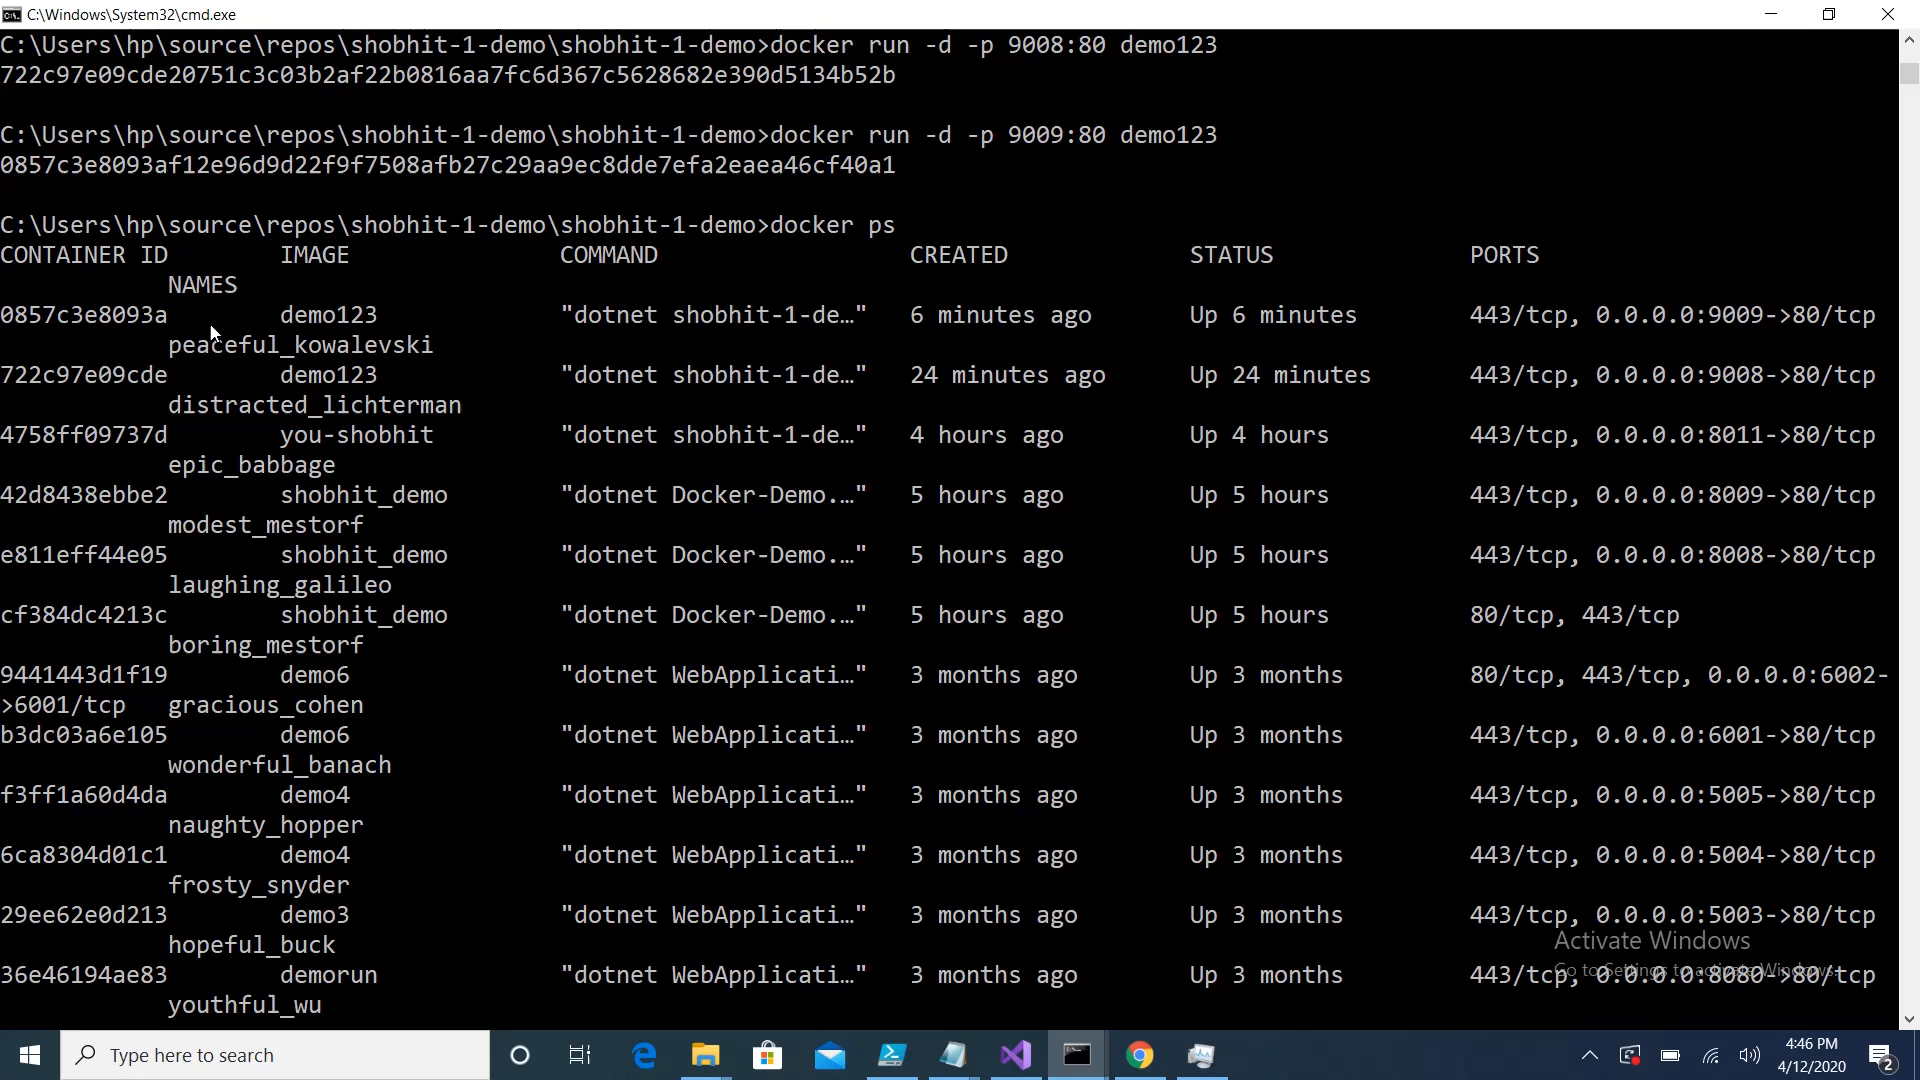 C:\Windows\System32\cmd.exe
C:\Users\hp\source\repos\shobhit-1-demo\shobhit-1-demo>docker run -d -p 9008:80 demo123
722c97e09cde20751c3c03b2af22b0816aa7fc6d367c5628682e390d5134b52b
C:\Users\hp\source\repos\shobhit-1-demo\shobhit-1-demo>docker run -d -p 9009:80 demo123
0857c3e8093af12e96d9d22f9f7508afb27c29aa9ec8dde7efa2eaea46cf40a1
C:\Users\hp\source\repos\shobhit-1-demo\shobhit-1-demo>docker ps
CONTAINER ID        IMAGE               COMMAND                  CREATED             STATUS              PORTS
NAMES
0857c3e8093a        demo123             "dotnet shobhit-1-de…"   6 minutes ago       Up 6 minutes        443/tcp, 0.0.0.0:9009->80/tcp
peaceful_kowalevski
722c97e09cde        demo123             "dotnet shobhit-1-de…"   24 minutes ago      Up 24 minutes       443/tcp, 0.0.0.0:9008->80/tcp
distracted_lichterman
4758ff09737d        you-shobhit         "dotnet shobhit-1-de…"   4 hours ago         Up 4 hours          443/tcp, 0.0.0.0:8011->80/tcp
epic_babbage
42d8438ebbe2        shobhit_demo        "dotnet Docker-Demo.…"   5 hours ago         Up 5 hours          443/tcp, 0.0.0.0:8009->80/tcp
modest_mestorf
e811eff44e05        shobhit_demo        "dotnet Docker-Demo.…"   5 hours ago         Up 5 hours          443/tcp, 0.0.0.0:8008->80/tcp
laughing_galileo
cf384dc4213c        shobhit_demo        "dotnet Docker-Demo.…"   5 hours ago         Up 5 hours          80/tcp, 443/tcp
boring_mestorf
9441443d1f19        demo6               "dotnet WebApplicati…"   3 months ago        Up 3 months         80/tcp, 443/tcp, 0.0.0.0:6002-
>6001/tcp   gracious_cohen
b3dc03a6e105        demo6               "dotnet WebApplicati…"   3 months ago        Up 3 months         443/tcp, 0.0.0.0:6001->80/tcp
wonderful_banach
f3ff1a60d4da        demo4               "dotnet WebApplicati…"   3 months ago        Up 3 months         443/tcp, 0.0.0.0:5005->80/tcp
naughty_hopper
6ca8304d01c1        demo4               "dotnet WebApplicati…"   3 months ago        Up 3 months         443/tcp, 0.0.0.0:5004->80/tcp
frosty_snyder
29ee62e0d213        demo3               "dotnet WebApplicati…"   3 months ago        Up 3 months         443/tcp, 0.0.0.0:5003->80/tcp
hopeful_buck
Activate Windows
36e46194ae83        demorun             "dotnet WebApplicati…"   3 months ago        Up 3 months         443/tcp, 0.0.0.0:8080->80/tcp
Go to Settings to activate Windows.
youthful_wu
Type here to search
4:46 PM
4/12/2020
2